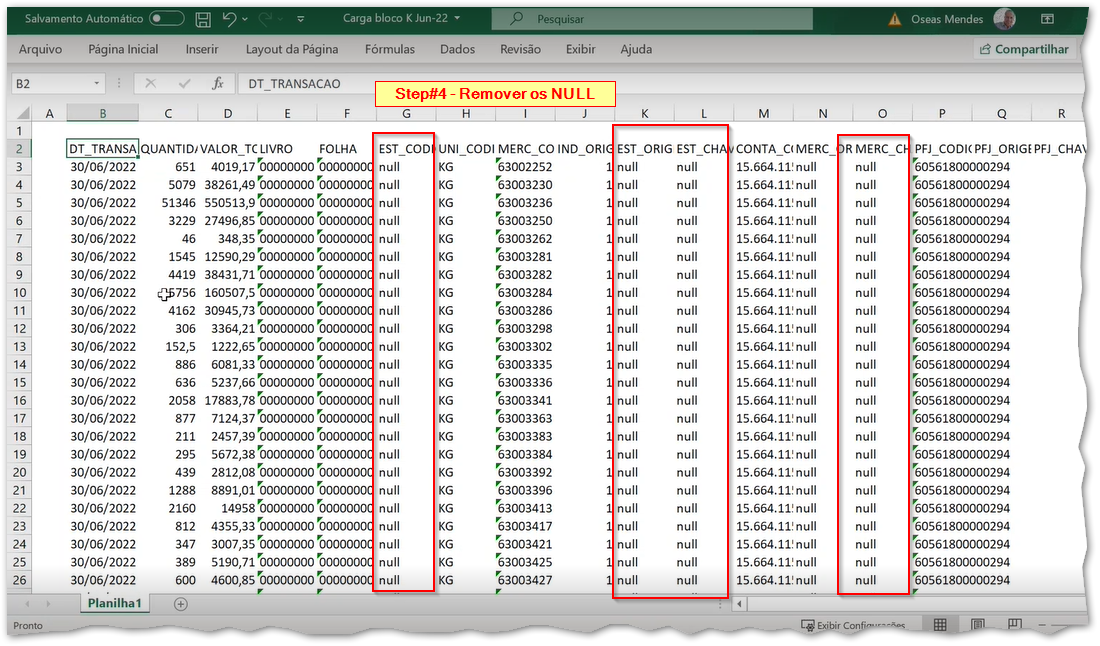 Salvamento Automático Carga bloco K Jun-22 Pesquisar Oseas Mendes
Arquivo Página Inicial Inserir Layout da Página Fórmulas Dados Revisão Exibir Ajuda Compartilhar
B2 fx DT_TRANSACAO
Step#4 - Remover os NULL
A B C D E F G H I J K L M N O P Q R
1
2 DT_TRANSA QUANTIDA VALOR_TO LIVRO FOLHA EST_CODI UNI_CODI MERC_CO IND_ORIG EST_ORIG EST_CHAV CONTA_CO MERC_OR MERC_CH PFJ_CODIG PFJ_ORIGE PFJ_CHAV
3 30/06/2022 651 4019,17 00000000 00000000 null KG 63002252 1 null null 15.664.11 null null 60561800000294
4 30/06/2022 5079 38261,49 00000000 00000000 null KG 63003230 1 null null 15.664.11 null null 60561800000294
5 30/06/2022 51346 550513,9 00000000 00000000 null KG 63003236 1 null null 15.664.11 null null 60561800000294
6 30/06/2022 3229 27496,85 00000000 00000000 null KG 63003250 1 null null 15.664.11 null null 60561800000294
7 30/06/2022 46 348,35 00000000 00000000 null KG 63003262 1 null null 15.664.11 null null 60561800000294
8 30/06/2022 1545 12590,29 00000000 00000000 null KG 63003281 1 null null 15.664.11 null null 60561800000294
9 30/06/2022 4419 38431,71 00000000 00000000 null KG 63003282 1 null null 15.664.11 null null 60561800000294
10 30/06/2022 5756 160507,5 00000000 00000000 null KG 63003284 1 null null 15.664.11 null null 60561800000294
11 30/06/2022 4162 30945,73 00000000 00000000 null KG 63003286 1 null null 15.664.11 null null 60561800000294
12 30/06/2022 306 3364,21 00000000 00000000 null KG 63003298 1 null null 15.664.11 null null 60561800000294
13 30/06/2022 152,5 1222,65 00000000 00000000 null KG 63003302 1 null null 15.664.11 null null 60561800000294
14 30/06/2022 886 6081,33 00000000 00000000 null KG 63003335 1 null null 15.664.11 null null 60561800000294
15 30/06/2022 636 5237,66 00000000 00000000 null KG 63003336 1 null null 15.664.11 null null 60561800000294
16 30/06/2022 2058 17883,78 00000000 00000000 null KG 63003341 1 null null 15.664.11 null null 60561800000294
17 30/06/2022 877 7124,37 00000000 00000000 null KG 63003363 1 null null 15.664.11 null null 60561800000294
18 30/06/2022 211 2457,39 00000000 00000000 null KG 63003383 1 null null 15.664.11 null null 60561800000294
19 30/06/2022 295 5672,38 00000000 00000000 null KG 63003384 1 null null 15.664.11 null null 60561800000294
20 30/06/2022 439 2812,08 00000000 00000000 null KG 63003392 1 null null 15.664.11 null null 60561800000294
21 30/06/2022 1288 8891,01 00000000 00000000 null KG 63003396 1 null null 15.664.11 null null 60561800000294
22 30/06/2022 2160 14958 00000000 00000000 null KG 63003413 1 null null 15.664.11 null null 60561800000294
23 30/06/2022 812 4355,33 00000000 00000000 null KG 63003417 1 null null 15.664.11 null null 60561800000294
24 30/06/2022 347 3007,35 00000000 00000000 null KG 63003421 1 null null 15.664.11 null null 60561800000294
25 30/06/2022 389 5190,71 00000000 00000000 null KG 63003425 1 null null 15.664.11 null null 60561800000294
26 30/06/2022 600 4600,85 00000000 00000000 null KG 63003427 1 null null 15.664.11 null null 60561800000294
Planilha1
Pronto Exibir Configurações